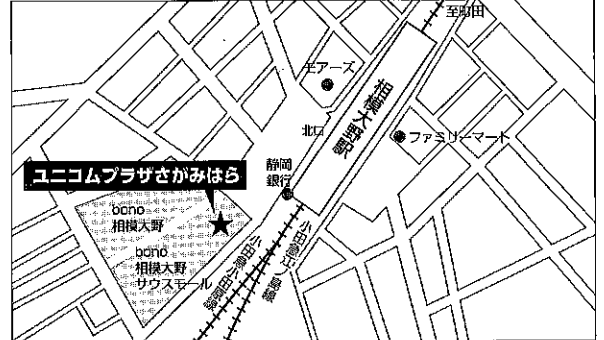 至町田
モアーズ
相模大野駅
北口
ファミリーマート
静岡
銀行
ユニコムプラザさがみはら
bono
相模大野
bono
相模大野
サウスモール
小田急江ノ島線
小田急小田原線